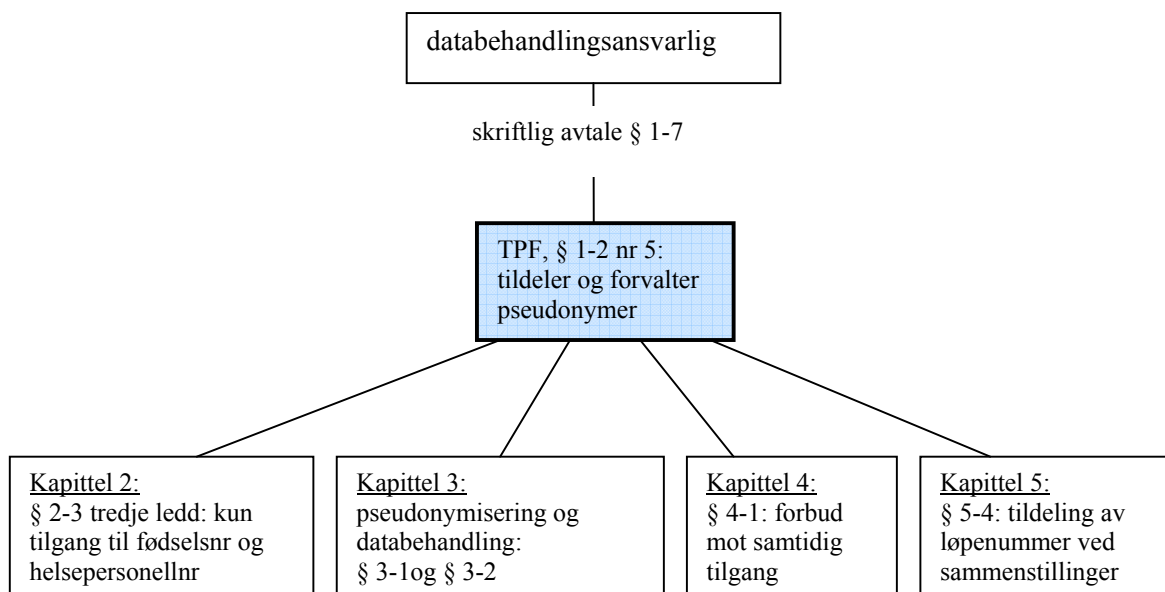 databehandlingsansvarlig
skriftlig avtale § 1-7
TPF, § 1-2 nr 5:
tildeler og forvalter
pseudonymer
Kapittel 2:
§ 2-3 tredje ledd: kun
tilgang til fødselsnr og
helsepersonellnr
Kapittel 3:
pseudonymisering og
databehandling:
§ 3-1og § 3-2
Kapittel 4:
§ 4-1: forbud
mot samtidig
tilgang
Kapittel 5:
§ 5-4: tildeling av
løpenummer ved
sammenstillinger